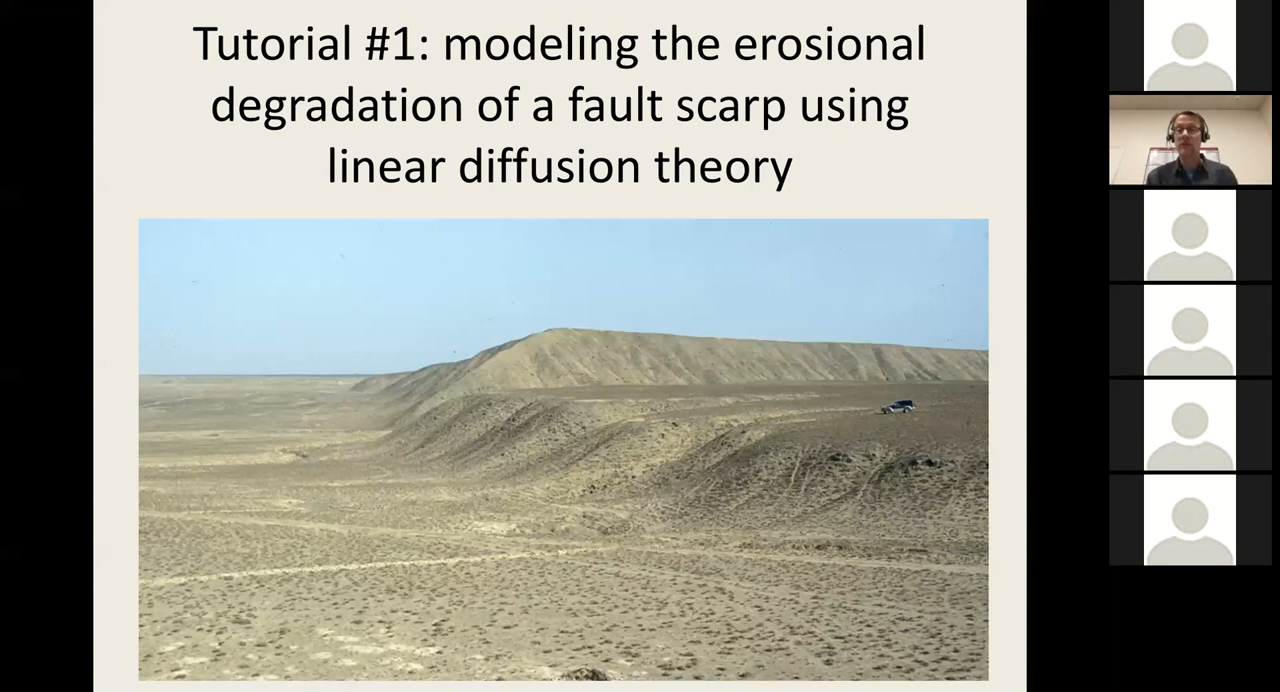 Tutorial #1: modeling the erosional
degradation of a fault scarp using
linear diffusion theory